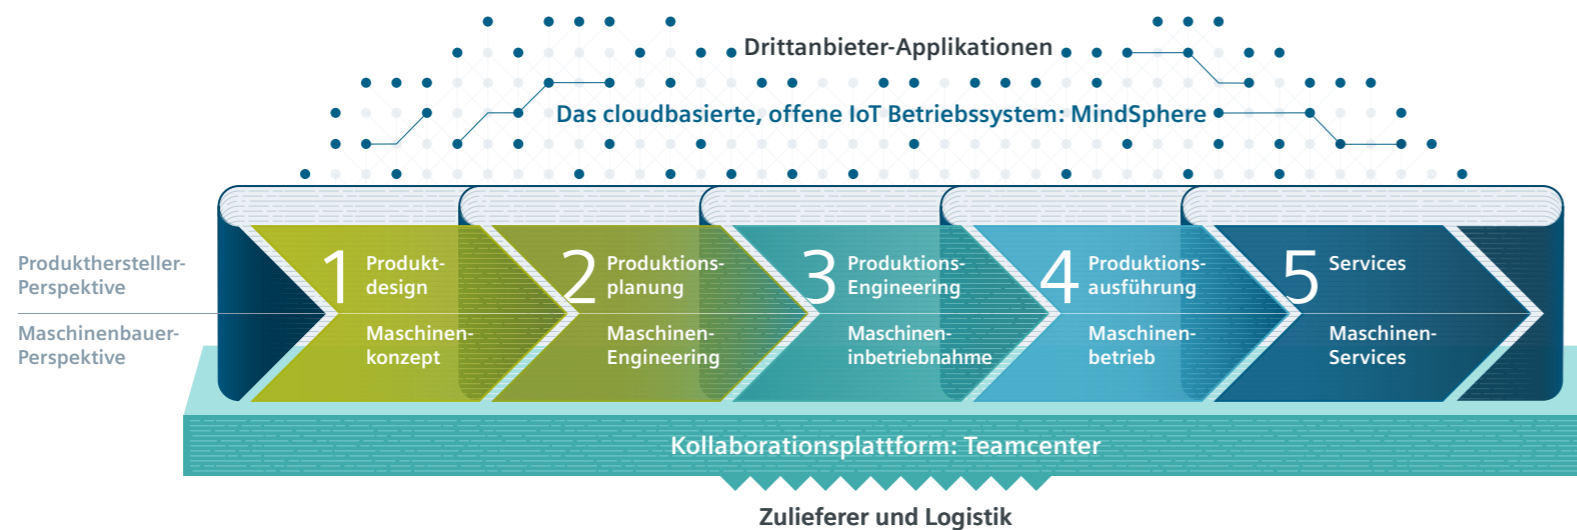 Drittanbieter-Applikationen
Das cloudbasierte, offene IoT Betriebssystem: MindSphere
Produkthersteller-
Perspektive
Maschinenbauer-
Perspektive
1
Produkt-
design
Maschinen-
konzept
2
Produktions-
planung
Maschinen-
Engineering
3
Produktions-
Engineering
Maschinen-
inbetriebnahme
4
Produktions-
ausführung
Maschinen-
betrieb
5
Services
Maschinen-
Services
Kollaborationsplattform: Teamcenter
Zulieferer und Logistik